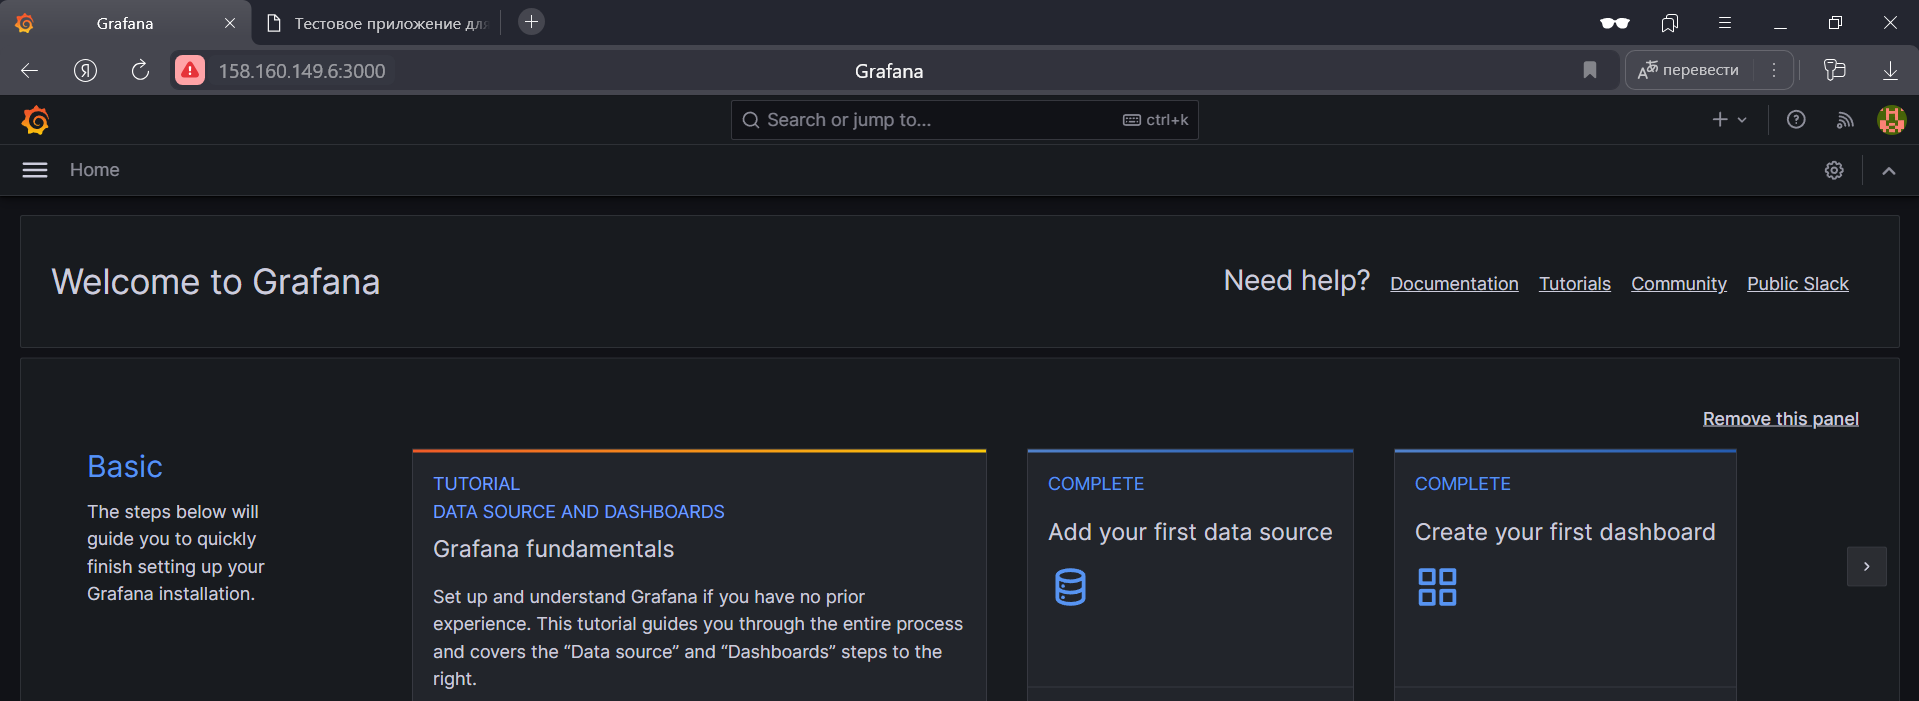 Grafana
Тестовое приложение для
158.160.149.6:3000
Grafana
перевести
Search or jump to...
ctrl+k
Home
Welcome to Grafana
Need help?
Documentation
Tutorials
Community
Public Slack
Remove this panel
Basic
The steps below will
guide you to quickly
finish setting up your
Grafana installation.
TUTORIAL
DATA SOURCE AND DASHBOARDS
Grafana fundamentals
Set up and understand Grafana if you have no prior
experience. This tutorial guides you through the entire process
and covers the “Data source” and “Dashboards” steps to the
right.
COMPLETE
Add your first data source
COMPLETE
Create your first dashboard